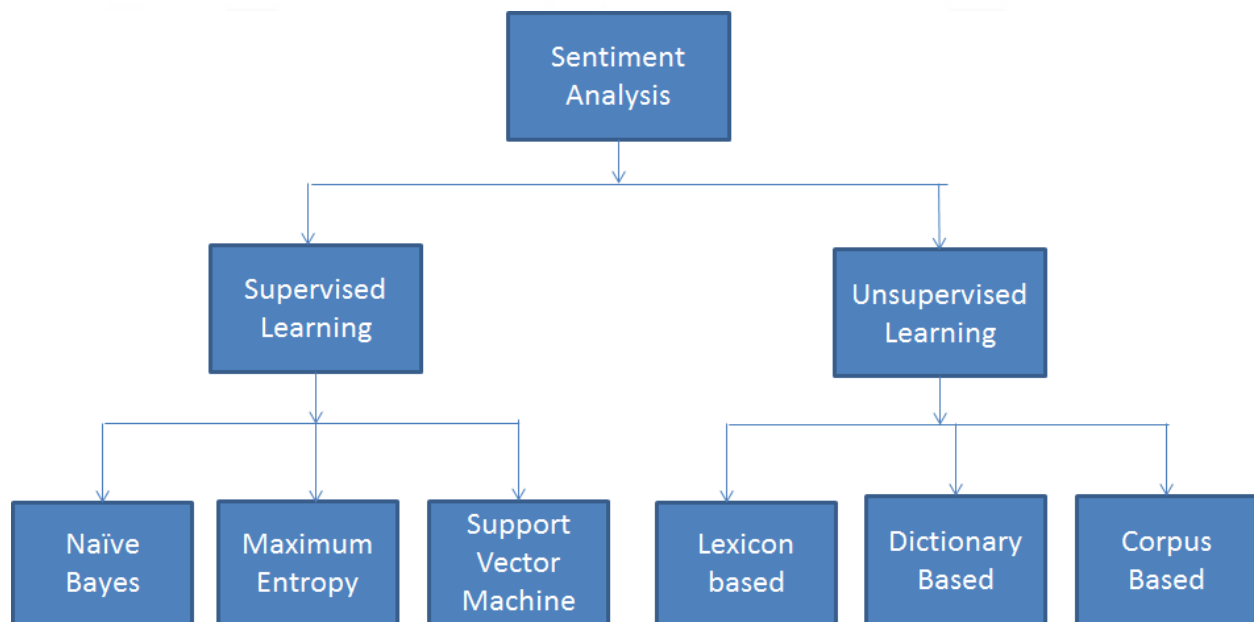 Sentiment
Analysis
Supervised
Learning
Unsupervised
Learning
Naïve
Bayes
Maximum
Entropy
Support
Vector
Machine
Lexicon
based
Dictionary
Based
Corpus
Based